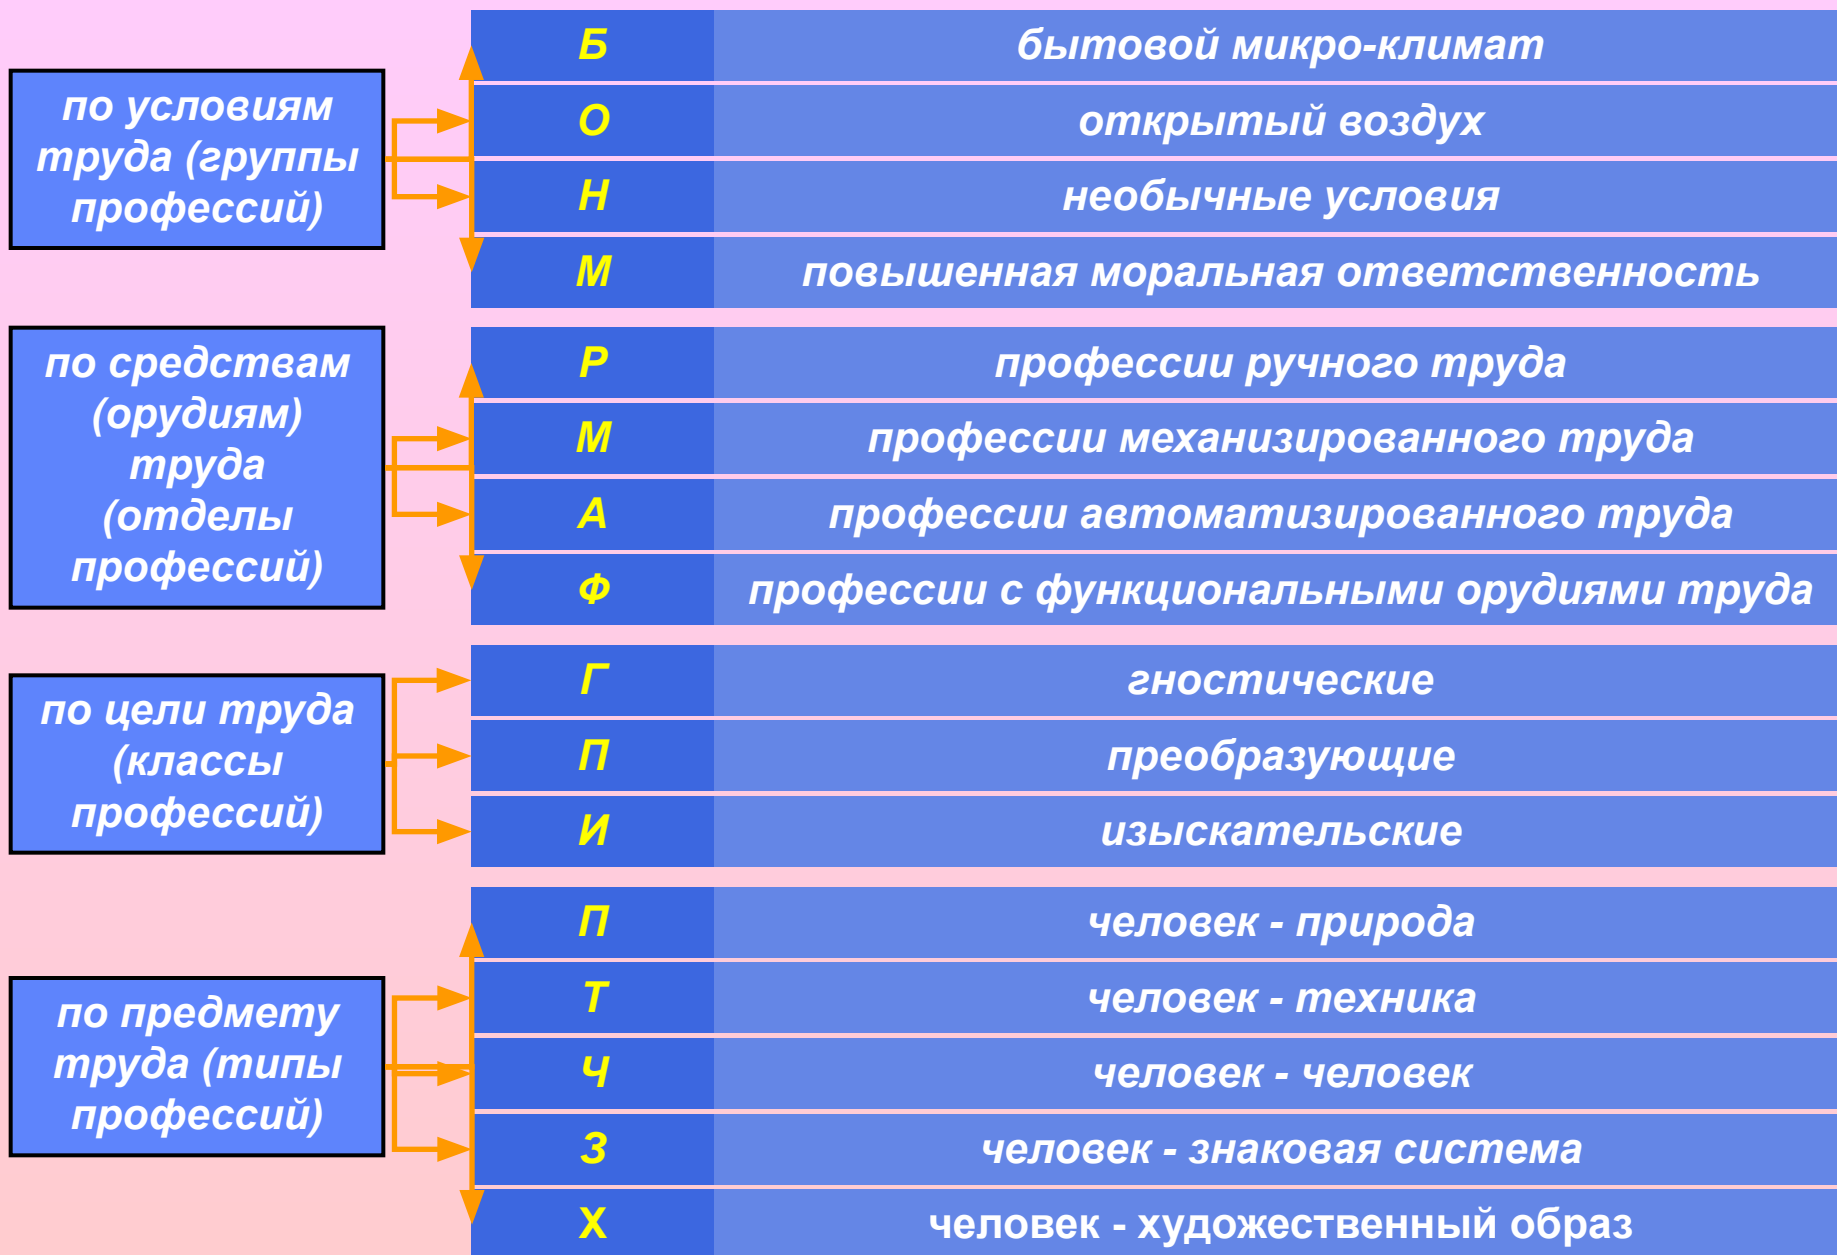 по условиям
труда (группы
профессий)
Б бытовой микро-климат
О открытый воздух
Н необычные условия
М повышенная моральная ответственность
по средствам
(орудиям)
труда
(отделы
профессий)
Р профессии ручного труда
М профессии механизированного труда
А профессии автоматизированного труда
Ф профессии с функциональными орудиями труда
по цели труда
(классы
профессий)
Г гностические
П преобразующие
И изыскательские
по предмету
труда (типы
профессий)
П человек - природа
Т человек - техника
Ч человек - человек
З человек - знаковая система
Х человек - художественный образ